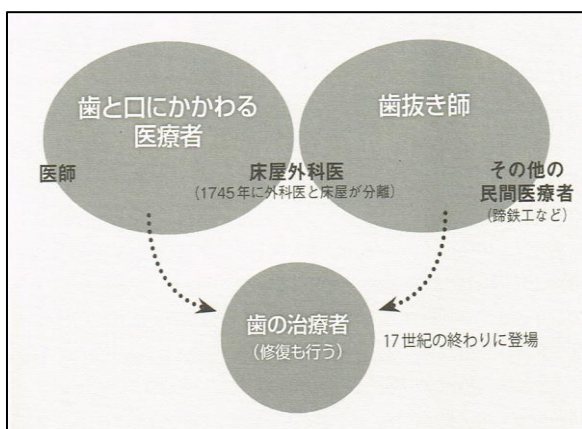 歯と口にかかわる
医療者
歯抜き師
医師
床屋外科医
(1745年に外科医と床屋が分離)
その他の
民間医療者
(蹄鉄工など)
歯の治療者
(修復も行う)
17世紀の終わりに登場